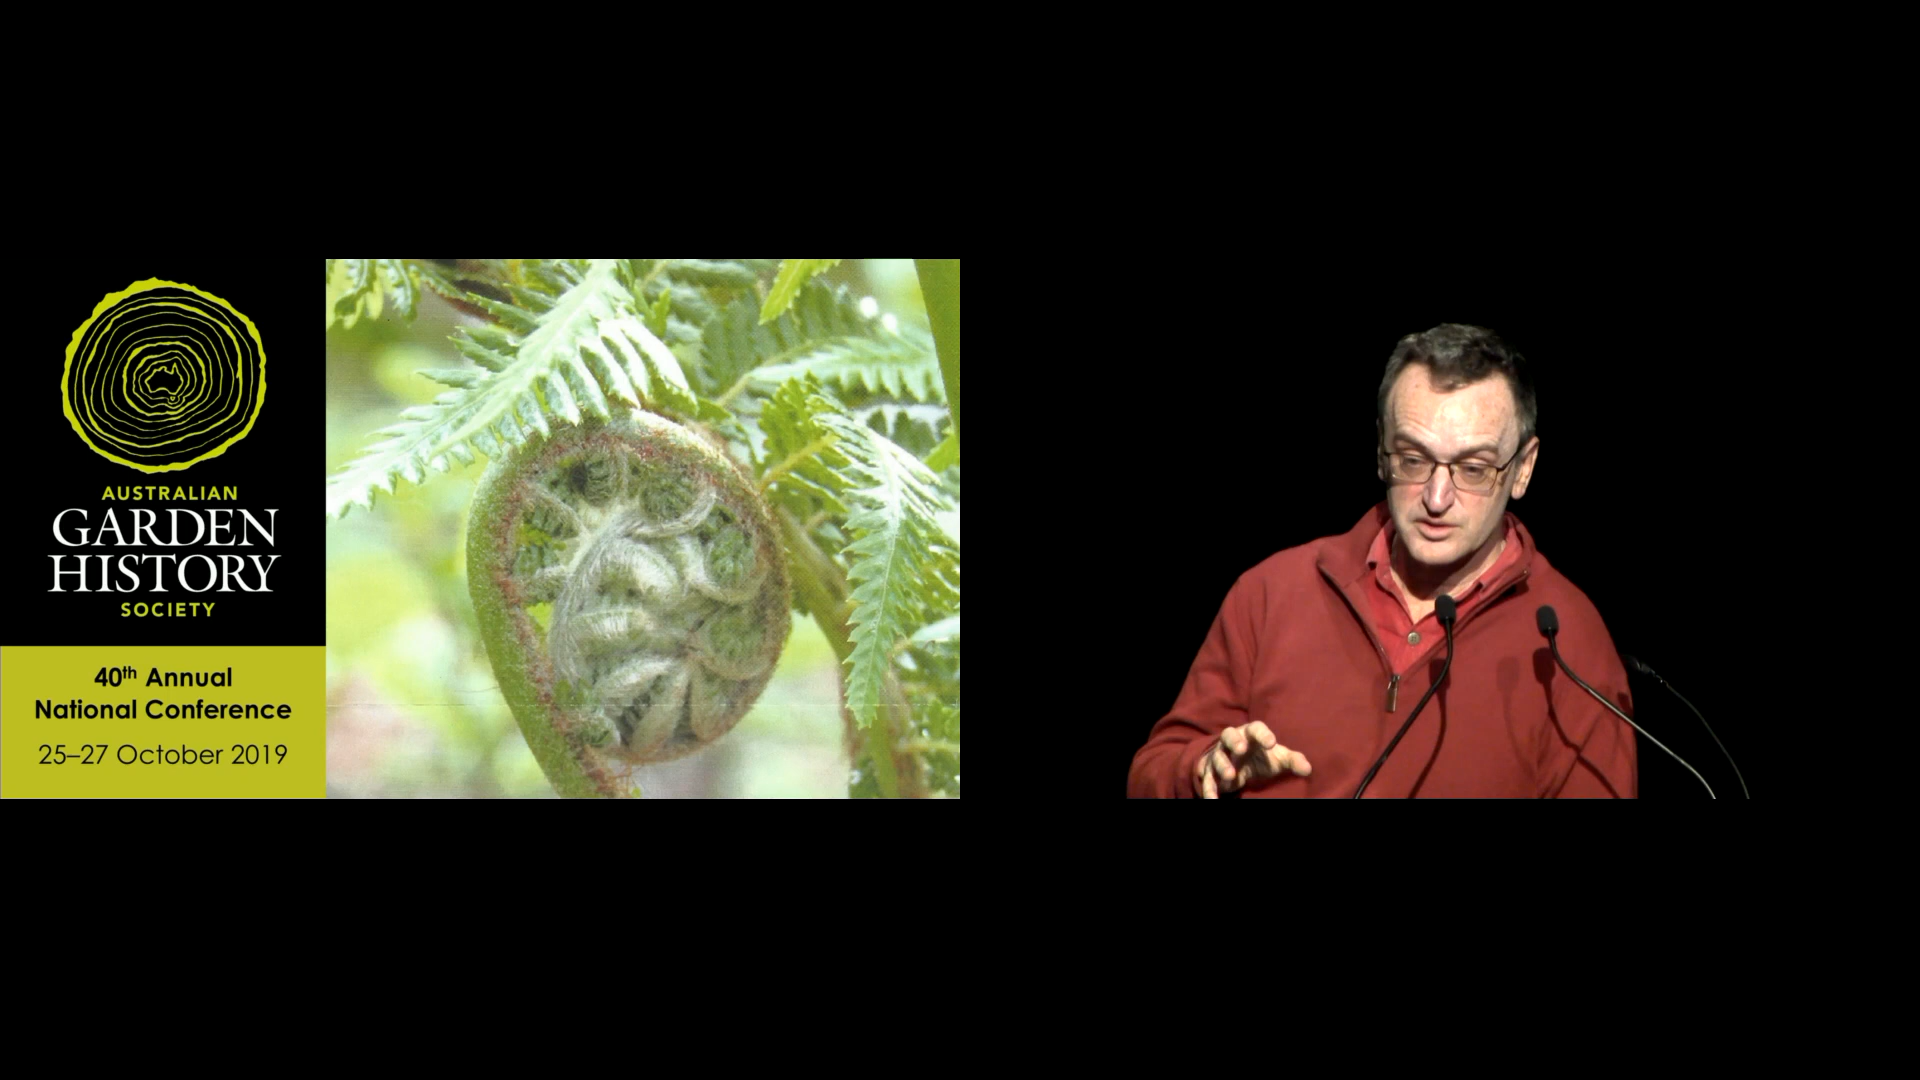 AUSTRALIAN
GARDEN
HISTORY
SOCIETY
40th Annual
National Conference
25–27 October 2019